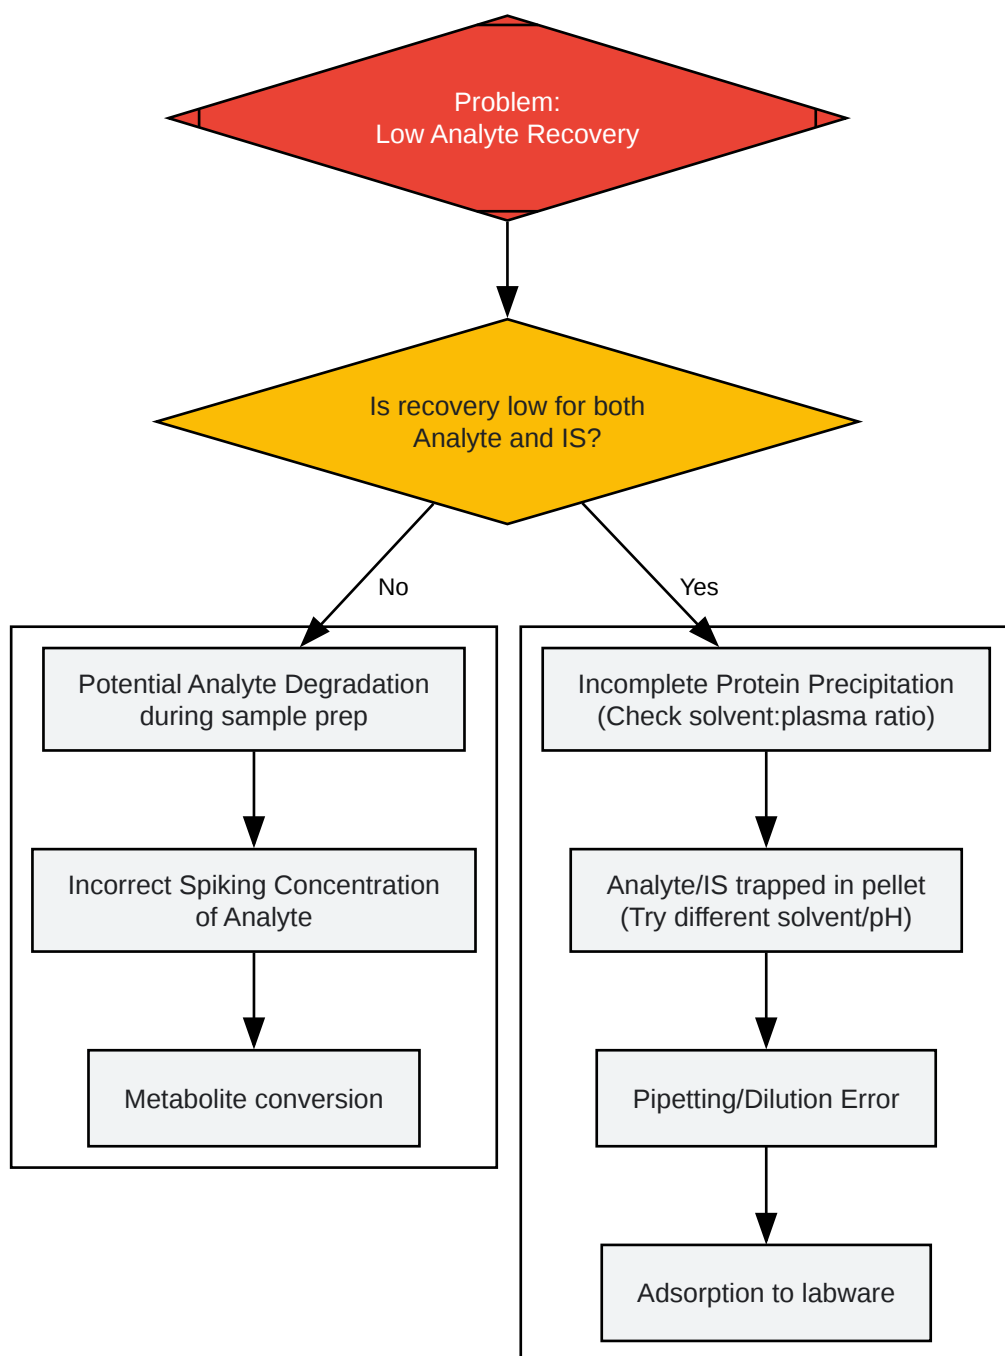 Problem:
Low Analyte Recovery
Is recovery low for both
Analyte and IS?
No
Yes
Potential Analyte Degradation
during sample prep
Incorrect Spiking Concentration
of Analyte
Metabolite conversion
Incomplete Protein Precipitation
(Check solvent:plasma ratio)
Analyte/IS trapped in pellet
(Try different solvent/pH)
Pipetting/Dilution Error
Adsorption to labware